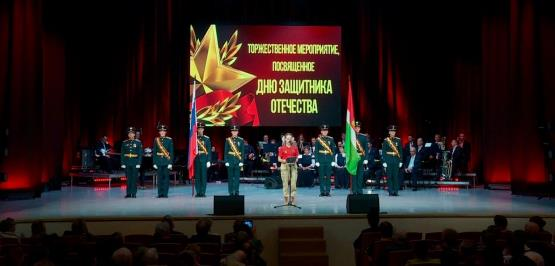 ТОРЖЕСТВЕННОЕ МЕРОПРИЯТИЕ,
ПОСВЯЩЕННОЕ
ДНЮ ЗАЩИТНИКА
ОТЕЧЕСТВА